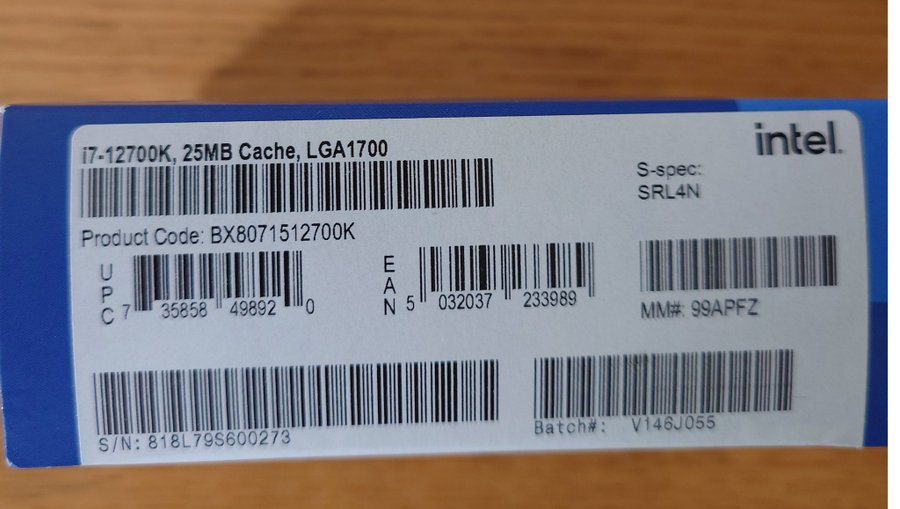 i7-12700K, 25MB Cache, LGA1700
intel.
S-spec:
SRL4N
Product Code: BX8071512700K
UPC 7 35858 49892 0
EAN 5 032037 233989
MM#: 99APFZ
S/N: 818L79S600273
Batch#: V146J055